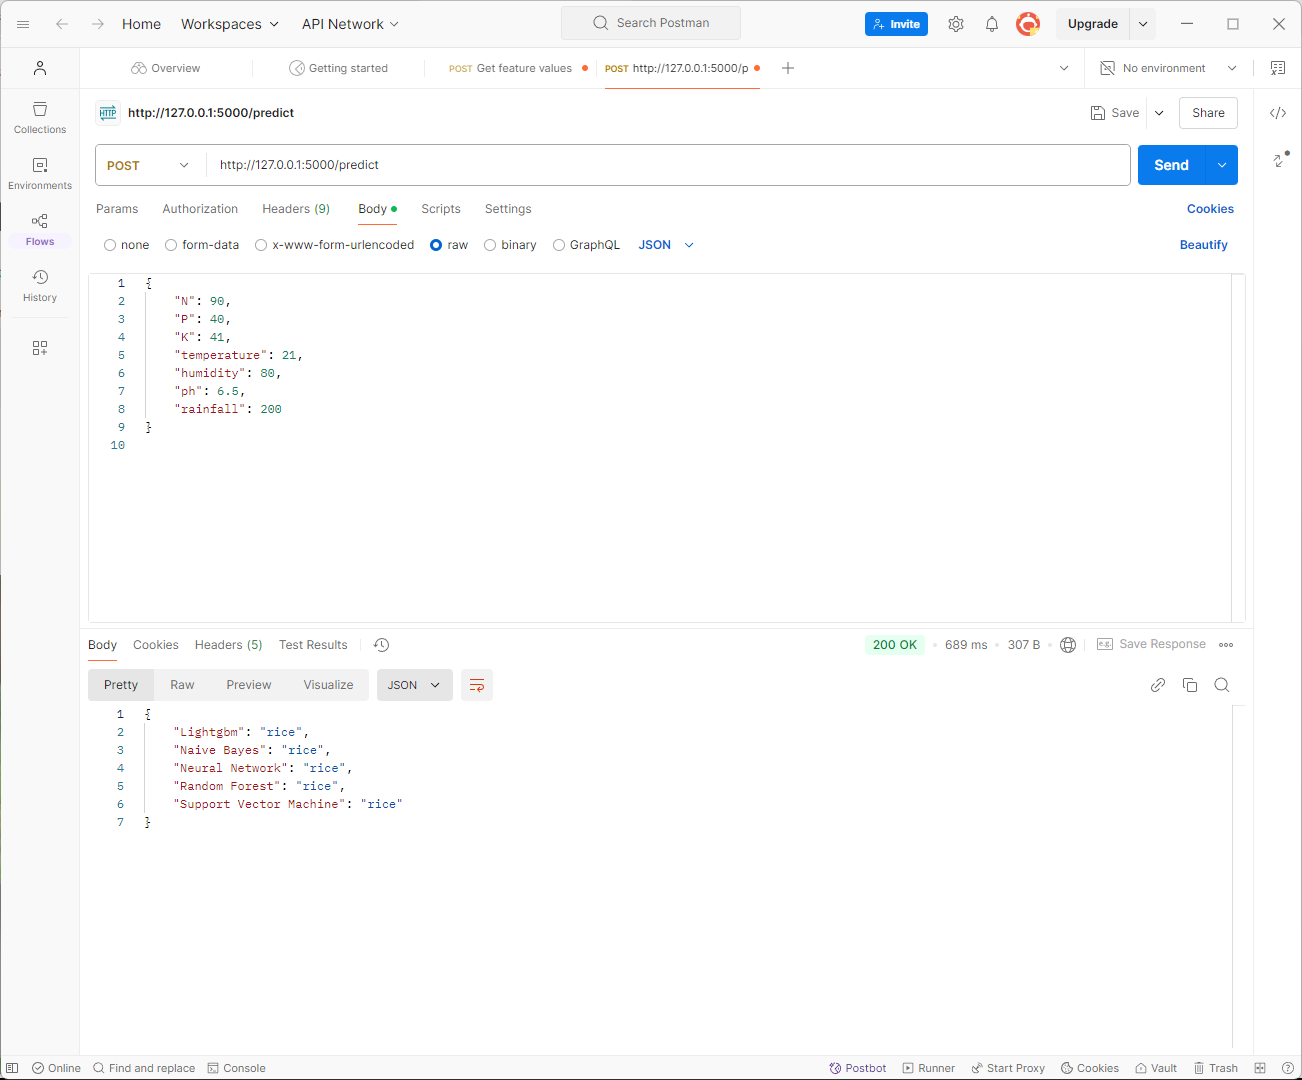 Home Workspaces API Network Search Postman Invite Upgrade
Overview Getting started POST Get feature values POST http://127.0.0.1:5000/p No environment
HTTP http://127.0.0.1:5000/predict Save Share
Collections
Environments
Flows
History
POST http://127.0.0.1:5000/predict Send
Params Authorization Headers (9) Body Scripts Settings Cookies
none form-data x-www-form-urlencoded raw binary GraphQL JSON Beautify
1 {
2 "N": 90,
3 "P": 40,
4 "K": 41,
5 "temperature": 21,
6 "humidity": 80,
7 "ph": 6.5,
8 "rainfall": 200
9 }
10
Body Cookies Headers (5) Test Results 200 OK 689 ms 307 B e.g. Save Response
Pretty Raw Preview Visualize JSON
1 {
2 "Lightgbm": "rice",
3 "Naive Bayes": "rice",
4 "Neural Network": "rice",
5 "Random Forest": "rice",
6 "Support Vector Machine": "rice"
7 }
Online Find and replace Console Postbot Runner Start Proxy Cookies Vault Trash